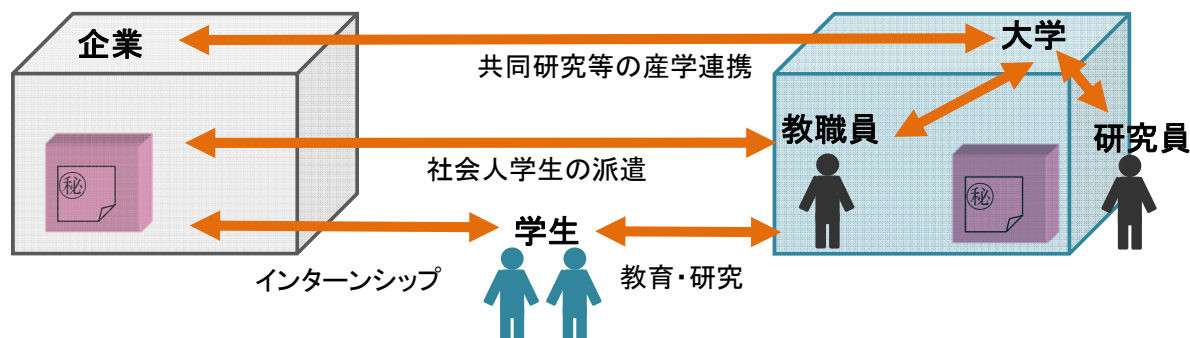 企業
大学
共同研究等の産学連携
教職員
研究員
社会人学生の派遣
㊙
㊙
学生
インターンシップ
教育・研究